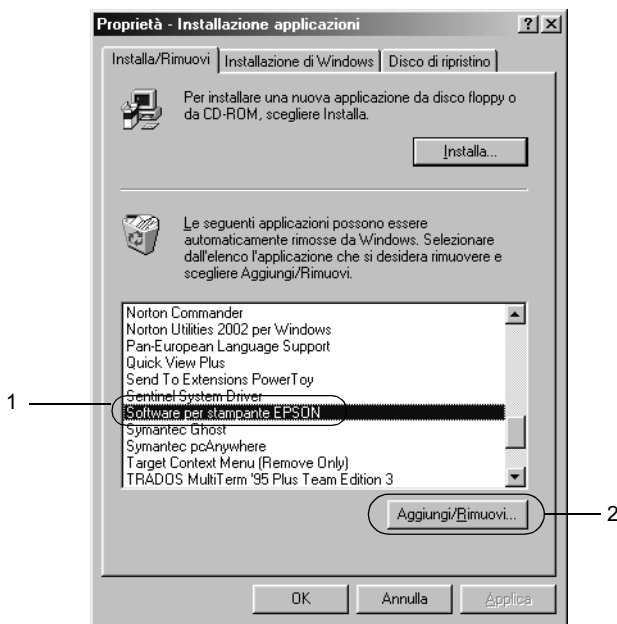 Proprietà - Installazione applicazioni
Installa/Rimuovi Installazione di Windows Disco di ripristino
Per installare una nuova applicazione da disco floppy o
da CD-ROM, scegliere Installa.
Installa...
Le seguenti applicazioni possono essere
automaticamente rimosse da Windows. Selezionare
dall'elenco l'applicazione che si desidera rimuovere e
scegliere Aggiungi/Rimuovi.
Norton Commander
Norton Utilities 2002 per Windows
Pan-European Language Support
Quick View Plus
Send To Extensions PowerToy
Sentinel System Driver
1 Software per stampante EPSON
Symantec Ghost
Symantec pcAnywhere
Target Context Menu (Remove Only)
TRADOS MultiTerm '95 Plus Team Edition 3
Aggiungi/Rimuovi... 2
OK Annulla Applica